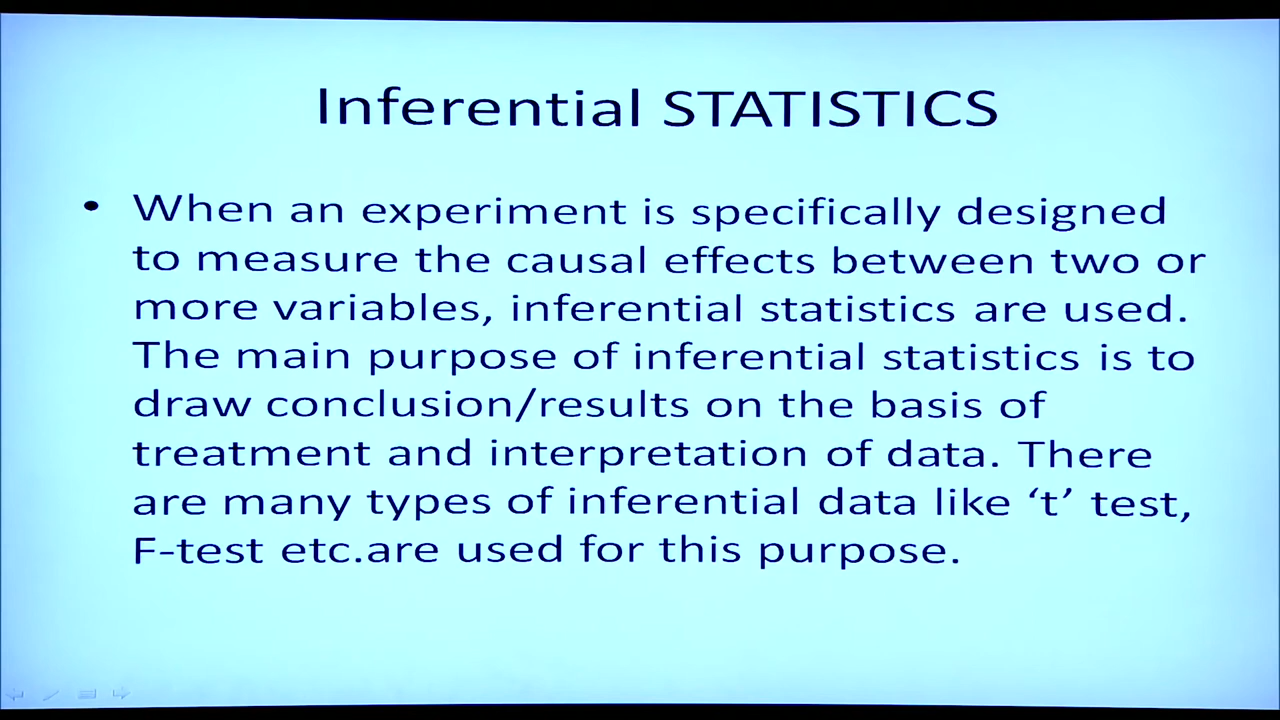 Inferential STATISTICS
• When an experiment is specifically designed
to measure the causal effects between two or
more variables, inferential statistics are used.
The main purpose of inferential statistics is to
draw conclusion/results on the basis of
treatment and interpretation of data. There
are many types of inferential data like ‘t’ test,
F-test etc.are used for this purpose.